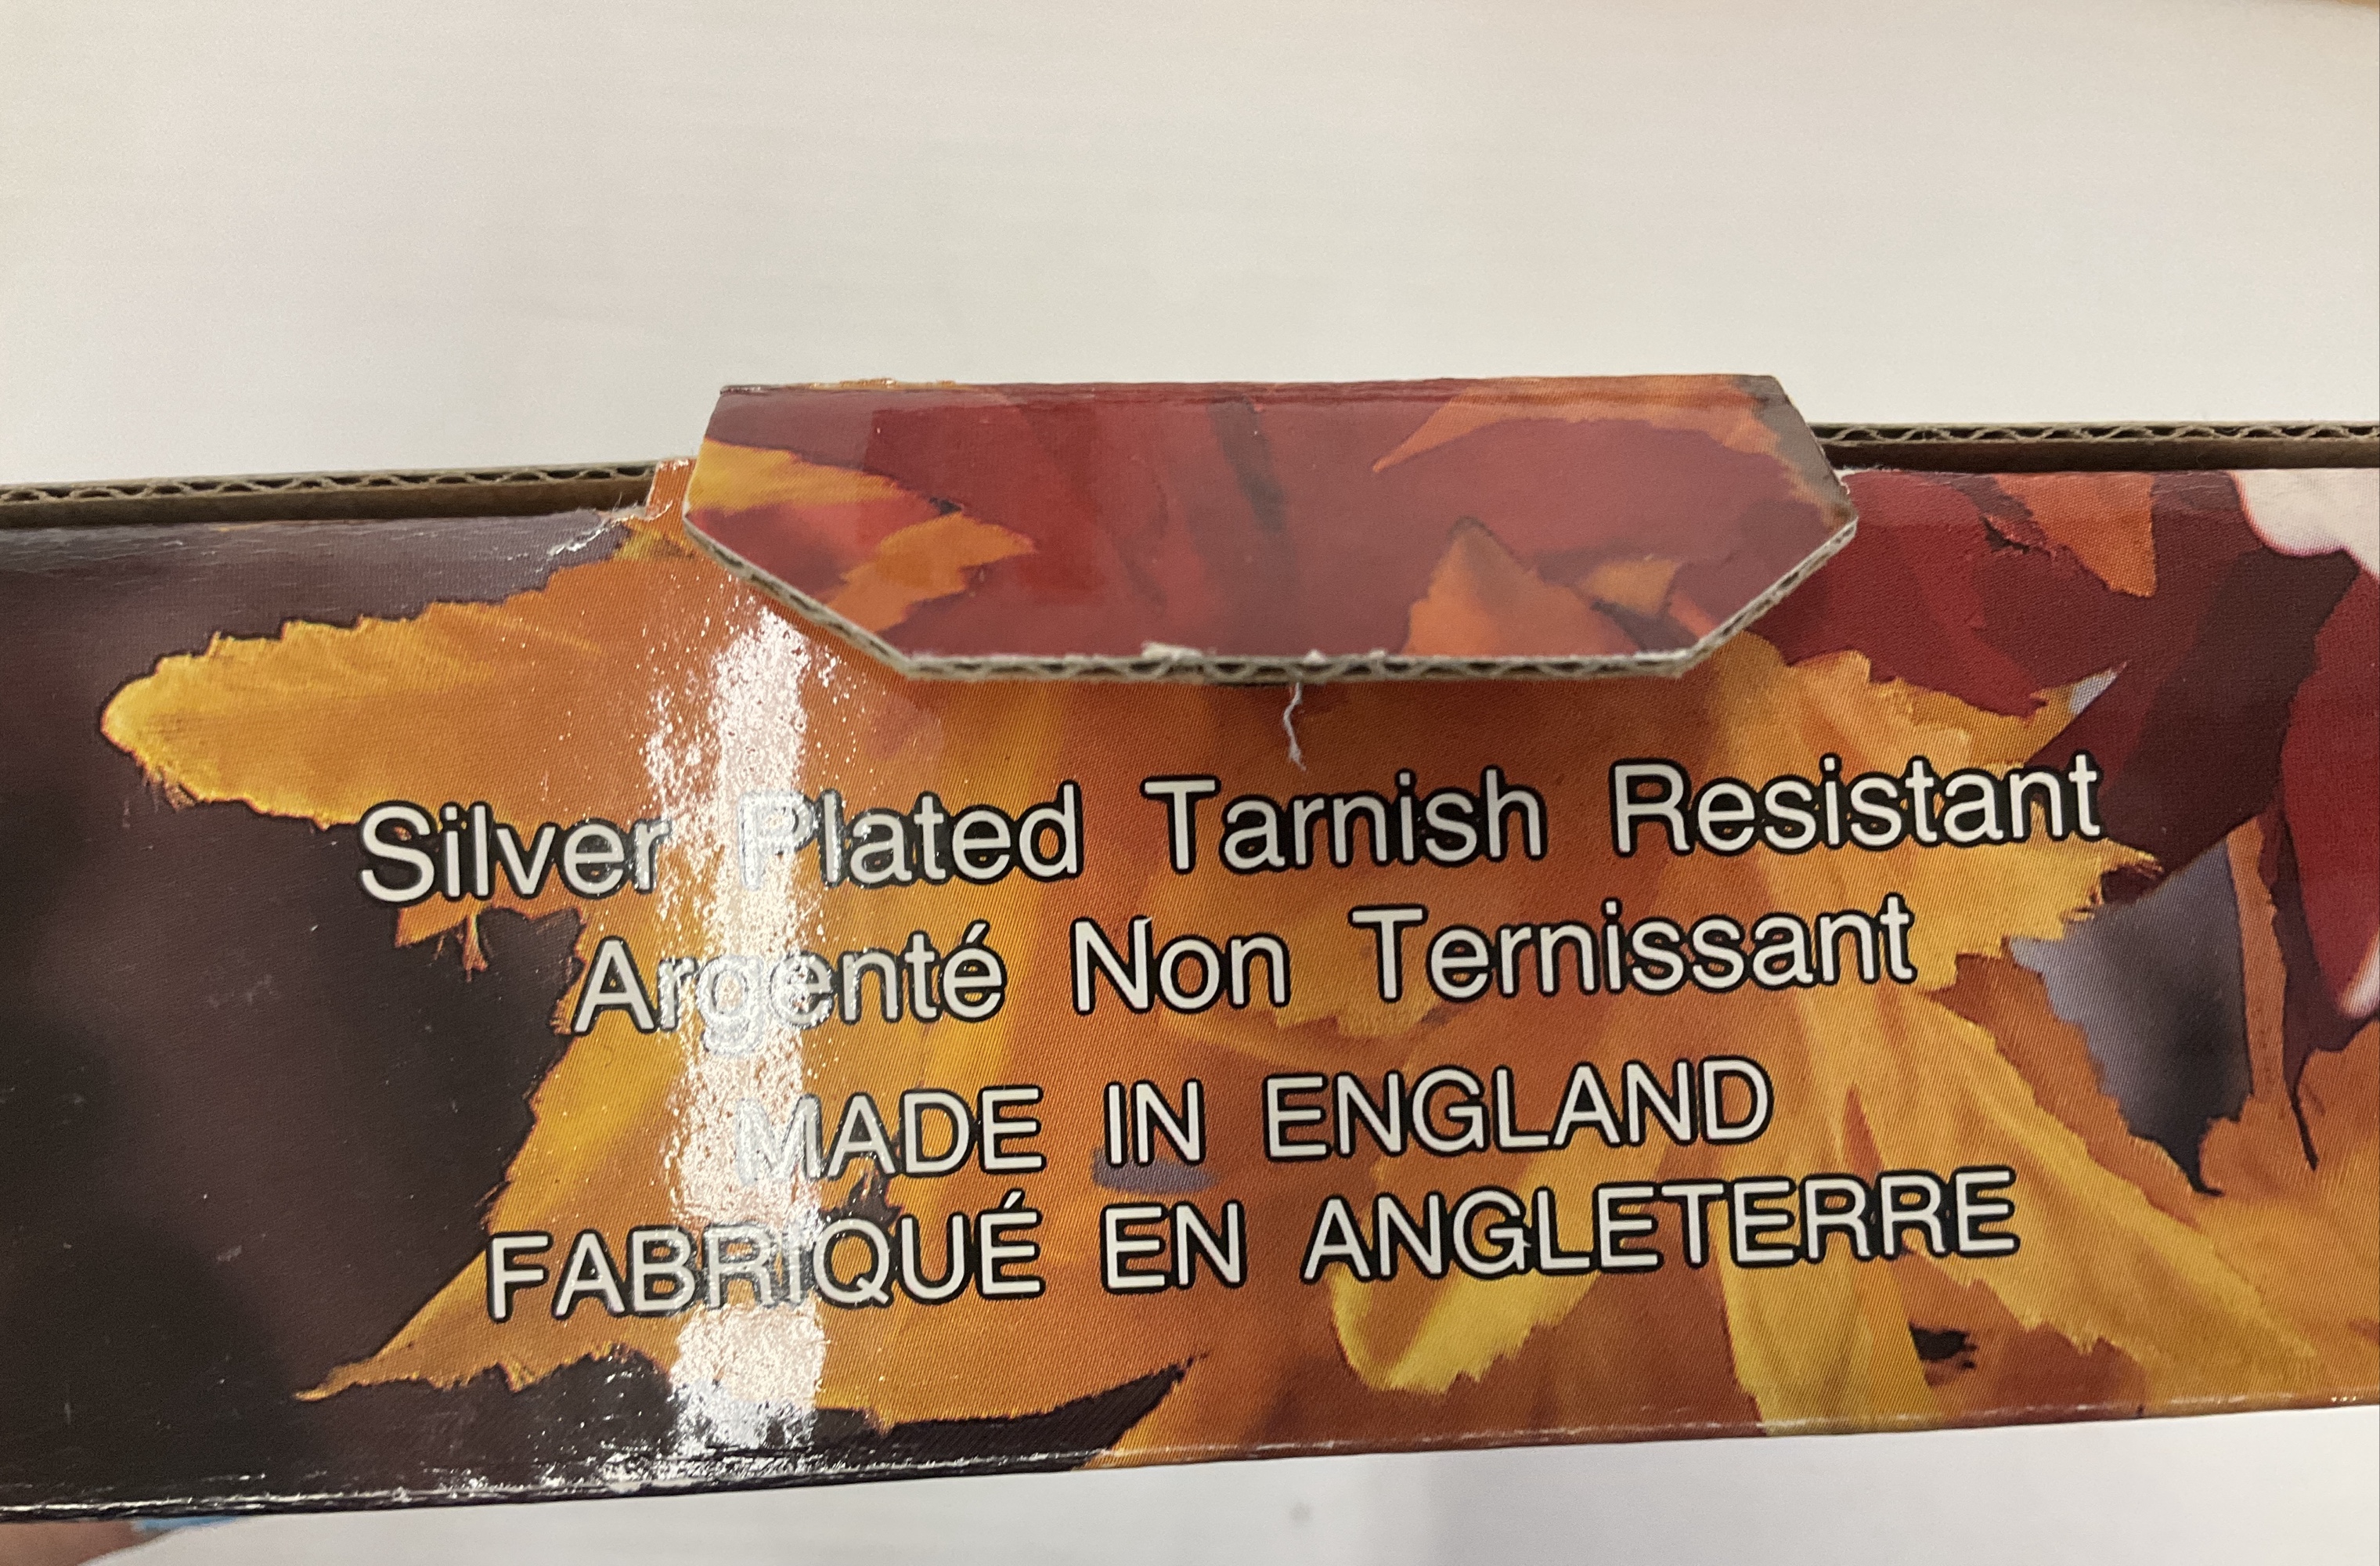 Silver Plated Tarnish Resistant
Argenté Non Ternissant
MADE IN ENGLAND
FABRIQUÉ EN ANGLETERRE